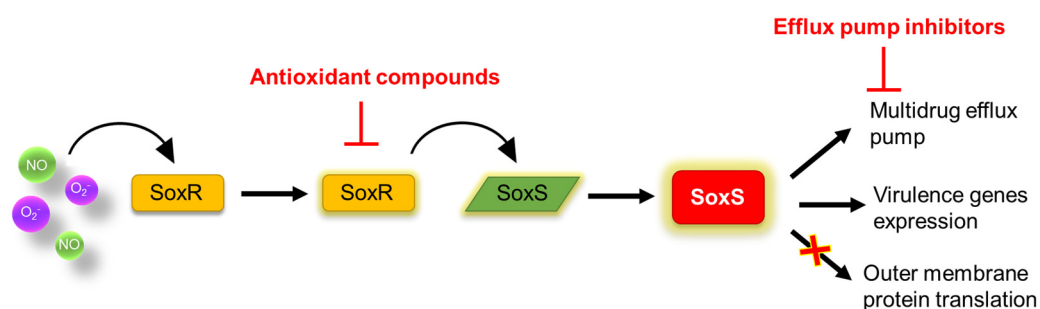 Efflux pump inhibitors
Antioxidant compounds
Multidrug efflux
pump
NO
O₂⁻
O₂⁻
NO
SoxR
SoxR
SoxS
SoxS
Virulence genes
expression
Outer membrane
protein translation